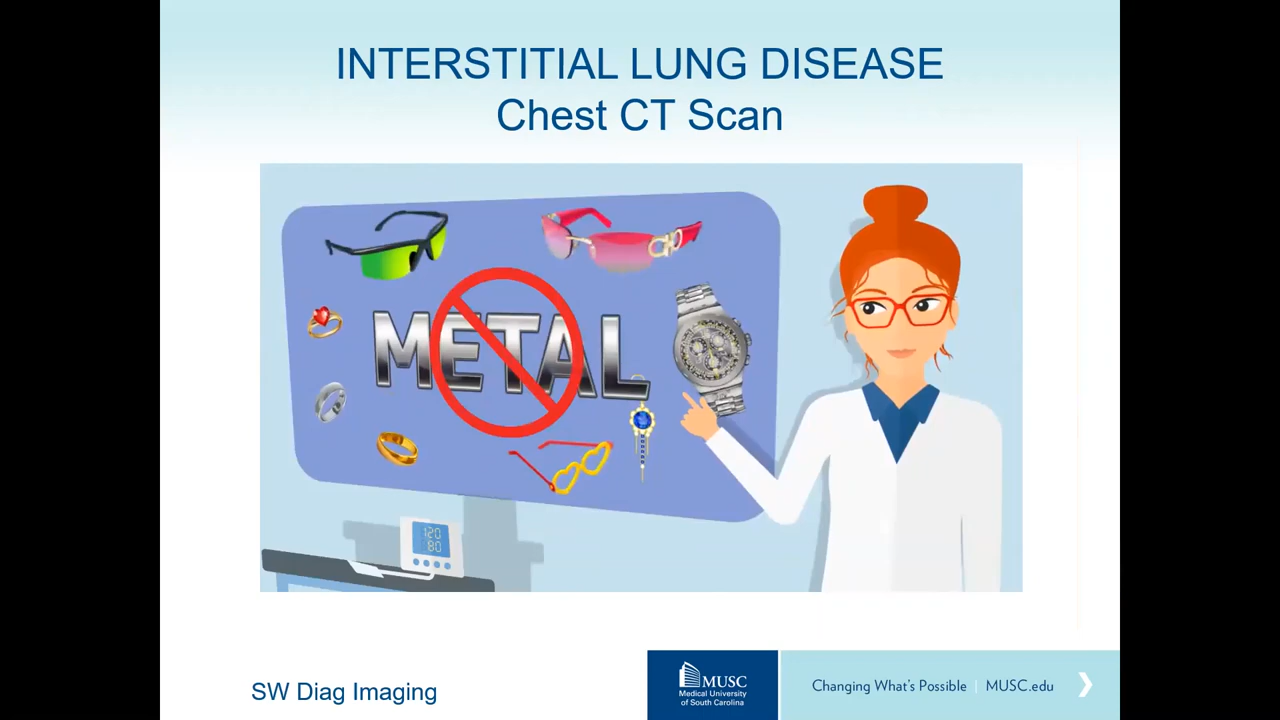 INTERSTITIAL LUNG DISEASE
Chest CT Scan
METAL
120
80
SW Diag Imaging
MUSC
Medical University
of South Carolina
Changing What's Possible | MUSC.edu